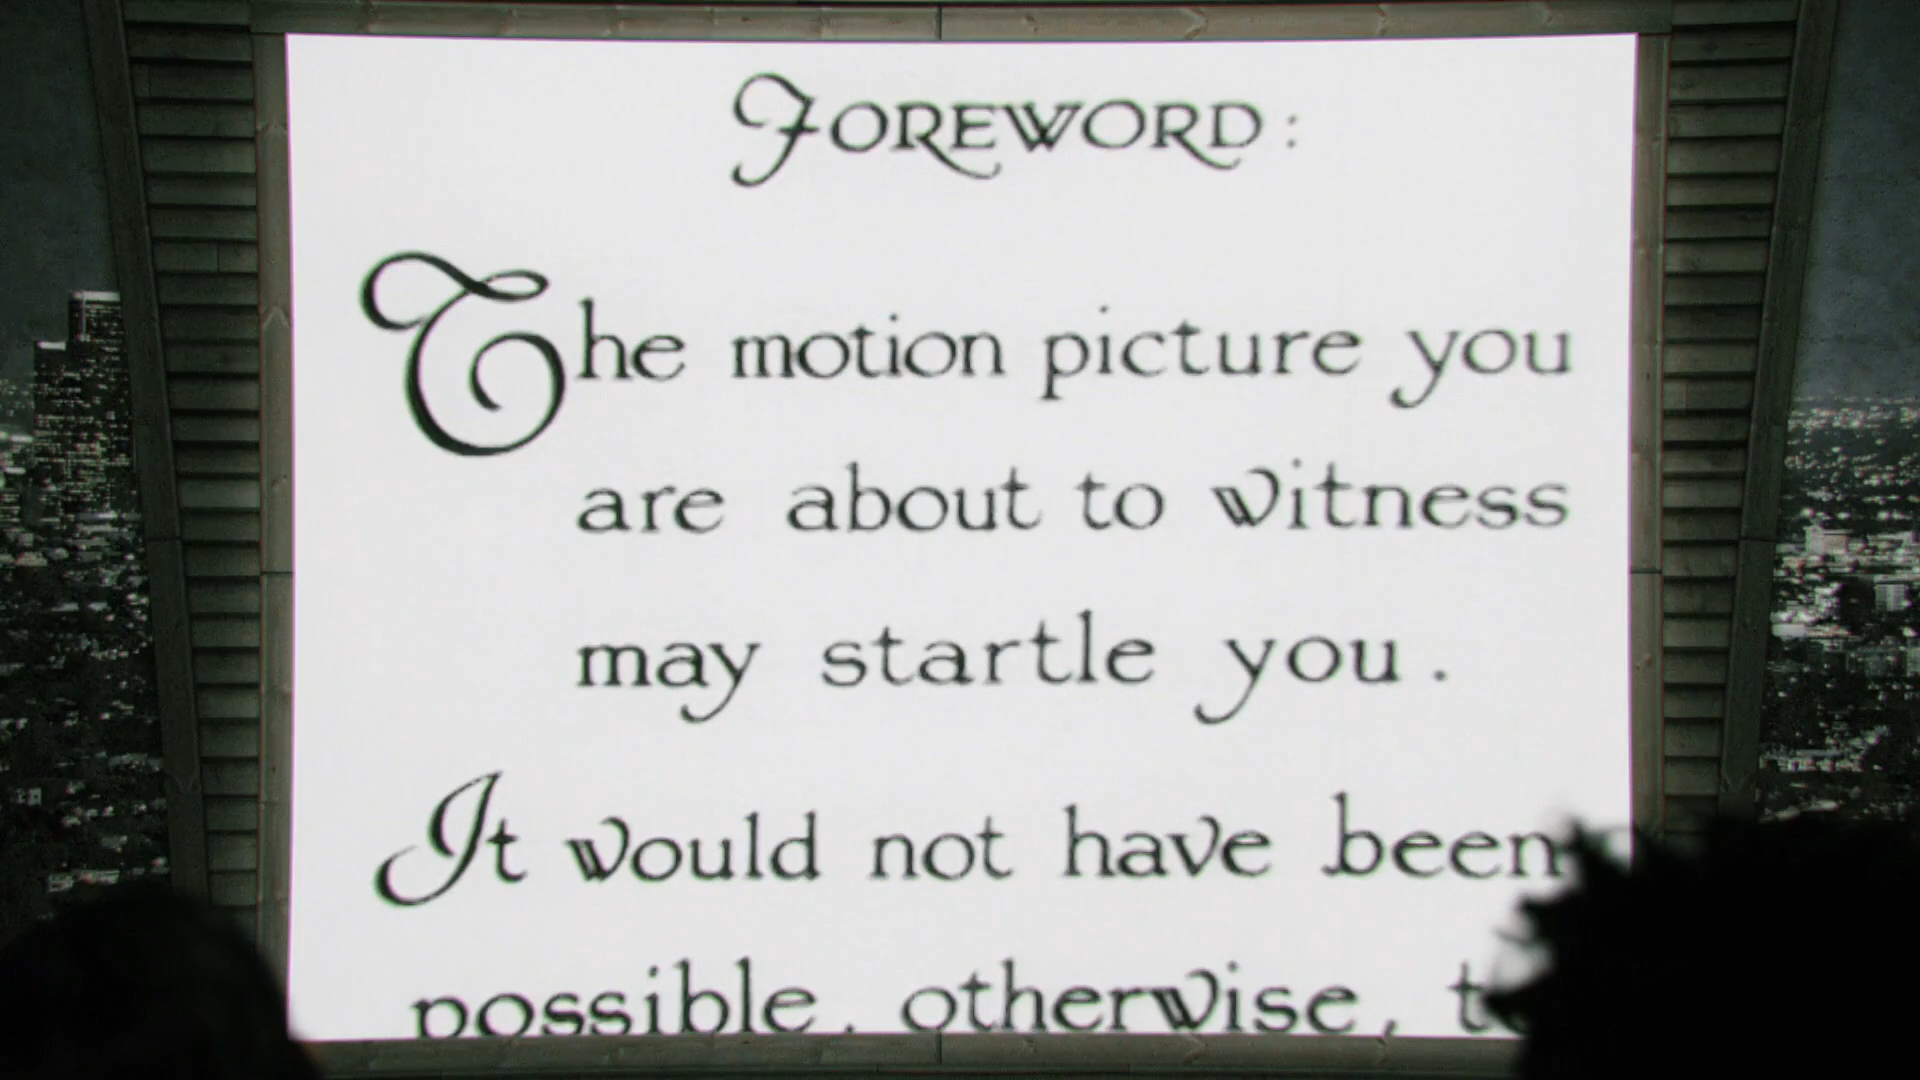 FOREWORD:
The motion picture you
are about to witness
may startle you.
It would not have been
possible, otherwise,